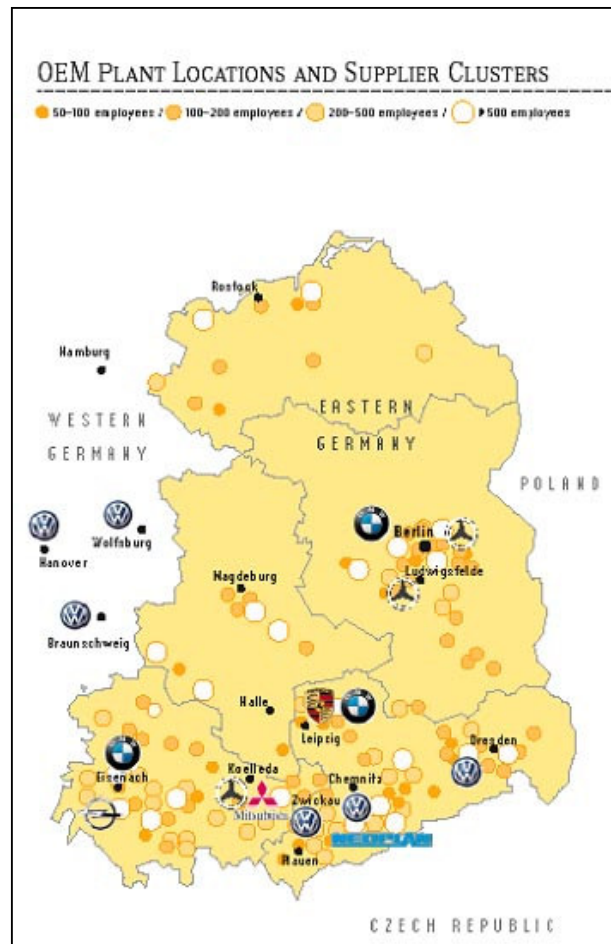 OEM PLANT LOCATIONS AND SUPPLIER CLUSTERS
50–100 employees / 100–200 employees / 200–500 employees / > 500 employees
Rostock
Hamburg
EASTERN
GERMANY
WESTERN
GERMANY
POLAND
Berlin
Wolfsburg
Hanover
Ludwigsfelde
Magdeburg
Braunschweig
Halle
Leipzig
Dresden
Eisenach
Koelleda
Chemnitz
Zwickau
Mitsubishi
Plauen
CZECH REPUBLIC